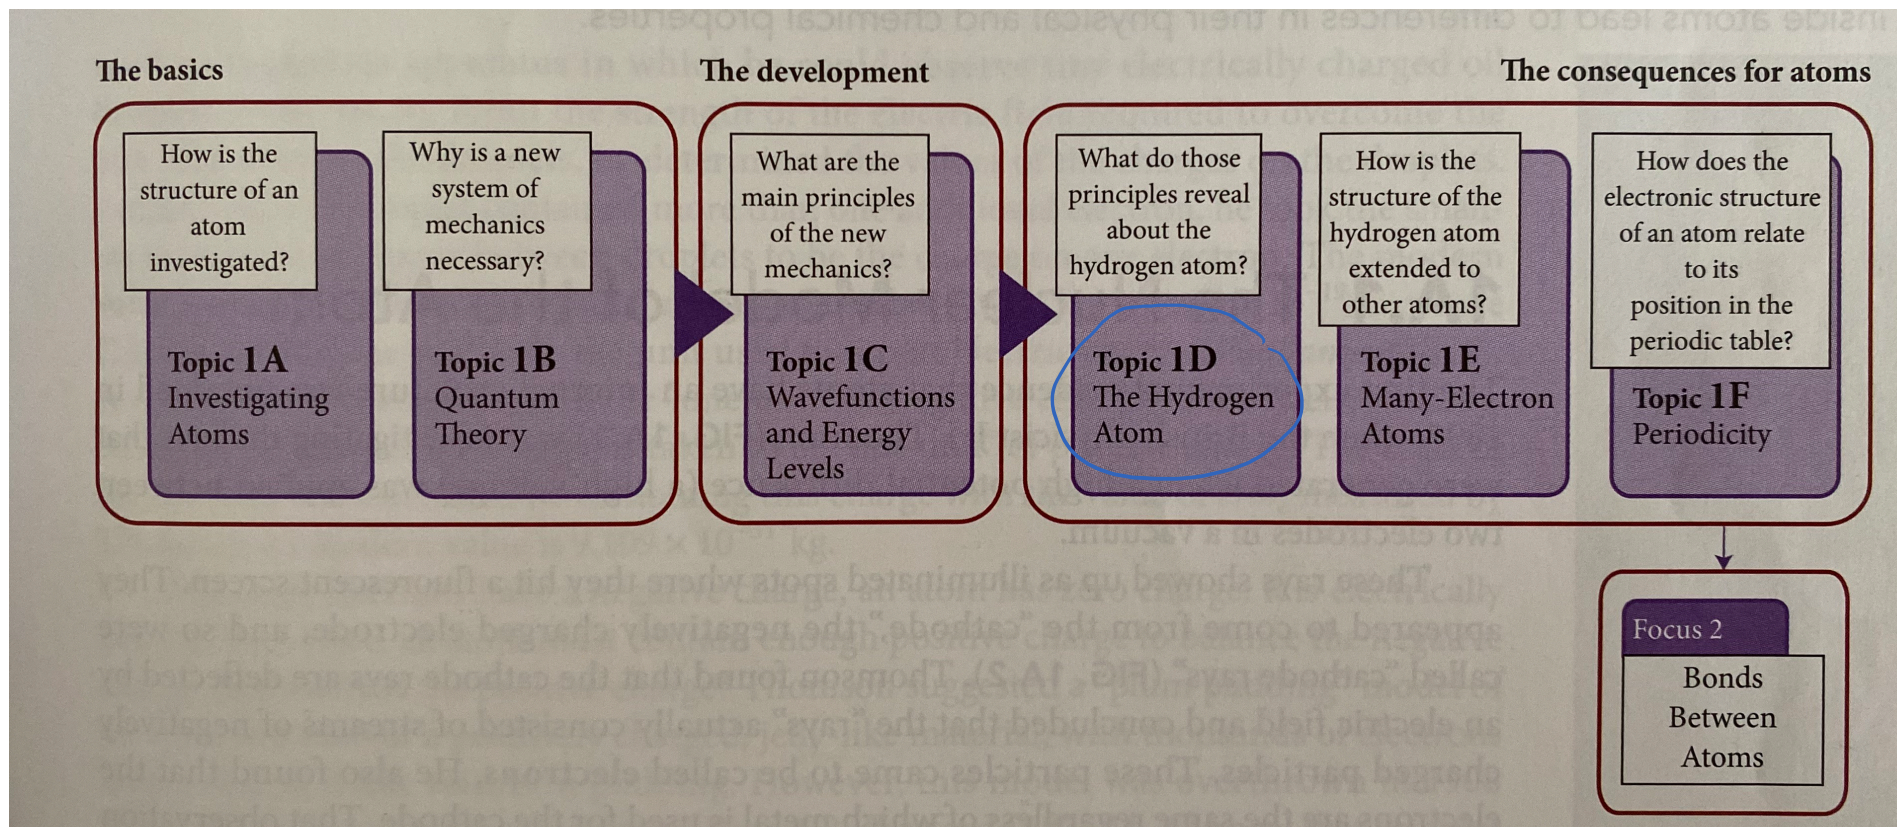 The basics
How is the
structure of an
atom
investigated?
Topic 1A
Investigating
Atoms
Why is a new
system of
mechanics
necessary?
Topic 1B
Quantum
Theory
The development
What are the
main principles
of the new
mechanics?
Topic 1C
Wavefunctions
and Energy
Levels
The consequences for atoms
What do those
principles reveal
about the
hydrogen atom?
Topic 1D
The Hydrogen
Atom
How is the
structure of the
hydrogen atom
extended to
other atoms?
Topic 1E
Many-Electron
Atoms
How does the
electronic structure
of an atom relate
to its
position in the
periodic table?
Topic 1F
Periodicity
Focus 2
Bonds
Between
Atoms